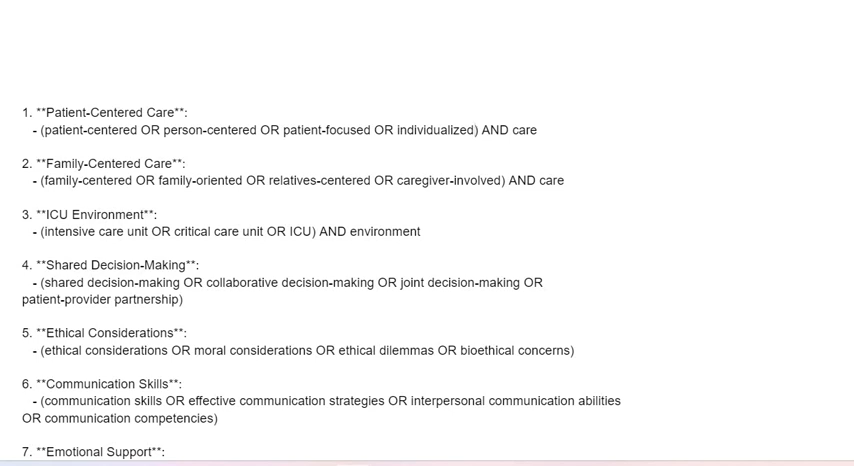 1. **Patient-Centered Care**:
- (patient-centered OR person-centered OR patient-focused OR individualized) AND care
2. **Family-Centered Care**:
- (family-centered OR family-oriented OR relatives-centered OR caregiver-involved) AND care
3. **ICU Environment**:
- (intensive care unit OR critical care unit OR ICU) AND environment
4. **Shared Decision-Making**:
- (shared decision-making OR collaborative decision-making OR joint decision-making OR
patient-provider partnership)
5. **Ethical Considerations**:
- (ethical considerations OR moral considerations OR ethical dilemmas OR bioethical concerns)
6. **Communication Skills**:
- (communication skills OR effective communication strategies OR interpersonal communication abilities
OR communication competencies)
7. **Emotional Support**: